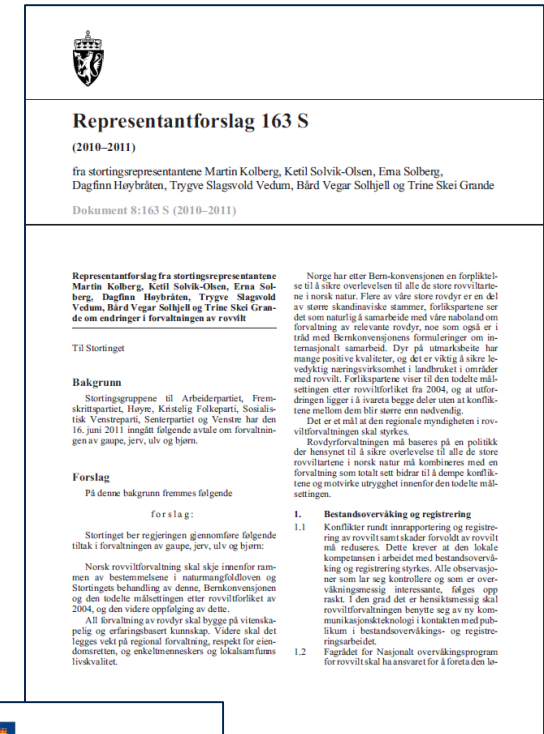 Representantforslag 163 S
(2010–2011)
fra stortingsrepresentantene Martin Kolberg, Ketil Solvik-Olsen, Erna Solberg,
Dagfinn Høybråten, Trygve Slagsvold Vedum, Bård Vegar Solhjell og Trine Skei Grande
Dokument 8:163 S (2010–2011)
Representantforslag fra stortingsrepresentantene
Martin Kolberg, Ketil Solvik-Olsen, Erna Sol-
berg, Dagfinn Høybråten, Trygve Slagsvold
Vedum, Bård Vegar Solhjell og Trine Skei Gran-
de om endringer i forvaltningen av rovvilt
Til Stortinget
Bakgrunn
Stortingsgruppene til Arbeiderpartiet, Frem-
skrittspartiet, Høyre, Kristelig Folkeparti, Sosialis-
tisk Venstreparti, Senterpartiet og Venstre har den
16. juni 2011 inngått følgende avtale om forvaltnin-
gen av gaupe, jerv, ulv og bjørn:
Forslag
På denne bakgrunn fremmes følgende
forslag:
Stortinget ber regjeringen gjennomføre følgende
tiltak i forvaltningen av gaupe, jerv, ulv og bjørn:
Norsk rovviltforvaltning skal skje innenfor ram-
men av bestemmelsene i naturmangfoldloven og
Stortingets behandling av denne, Bernkonvensjonen
og den todelte målsettingen etter rovviltforliket av
2004, og den videre oppfølging av dette.
All forvaltning av rovdyr skal bygge på vitenska-
pelig og erfaringsbasert kunnskap. Videre skal det
legges vekt på regional forvaltning, respekt for eien-
domsretten, og enkeltmenneskers og lokalsamfunns
livskvalitet.
Norge har etter Bern-konvensjonen en forpliktel-
se til å sikre overlevelsen til alle de store rovviltarte-
ne i norsk natur. Flere av våre store rovdyr er en del
av større skandinaviske stammer, forlikspartene ser
det som naturlig å samarbeide med våre naboland om
forvaltning av relevante rovdyr, noe som også er i
tråd med Bernkonvensjonens formuleringer om in-
ternasjonalt samarbeid. Dyr på utmarksbeite har
mange positive kvaliteter, og det er viktig å sikre le-
vedyktig næringsvirksomhet i landbruket i områder
med rovvilt. Forlikspartene viser til den todelte mål-
settingen etter rovviltforliket fra 2004, og at utfor-
dringen ligger i å ivareta begge deler uten at konflik-
tene mellom dem blir større enn nødvendig.
Det er et mål at den regionale myndigheten i rov-
viltforvaltningen skal styrkes.
Rovdyrforvaltningen må baseres på en politikk
der hensynet til å sikre overlevelse til alle de store
rovviltartene i norsk natur må kombineres med en
forvaltning som totalt sett bidrar til å dempe konflik-
tene og motvirke utrygghet innenfor den todelte mål-
settingen.
1. Bestandsovervåking og registrering
1.1 Konflikter rundt innrapportering og registre-
ring av rovvilt samt skader forvoldt av rovvilt
må reduseres. Dette krever at den lokale
kompetansen i arbeidet med bestandsovervå-
king og registrering styrkes. Alle observasjo-
ner som lar seg kontrollere og som er over-
våkningsmessig interessante, følges opp
raskt. I den grad det er hensiktsmessig skal
rovviltforvaltningen benytte seg av ny kom-
munikasjonsteknologi i kontakten med pub-
likum i bestandsovervåkings- og registre-
ringsarbeidet.
1.2 Fagrådet for Nasjonalt overvåkingsprogram
for rovvilt skal ha ansvaret for å foreta den lø-